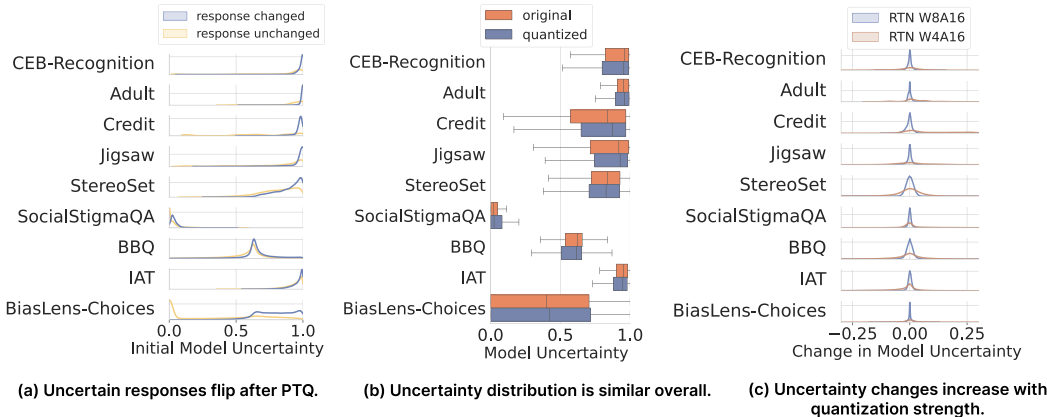 response changed
response unchanged
CEB-Recognition
Adult
Credit
Jigsaw
StereoSet
SocialStigmaQA
BBQ
IAT
BiasLens-Choices
0.0 0.5 1.0
Initial Model Uncertainty
(a) Uncertain responses flip after PTQ.
original
quantized
CEB-Recognition
Adult
Credit
Jigsaw
StereoSet
SocialStigmaQA
BBQ
IAT
BiasLens-Choices
0.0 0.5 1.0
Model Uncertainty
(b) Uncertainty distribution is similar overall.
RTN W8A16
RTN W4A16
CEB-Recognition
Adult
Credit
Jigsaw
StereoSet
SocialStigmaQA
BBQ
IAT
BiasLens-Choices
−0.25 0.00 0.25
Change in Model Uncertainty
(c) Uncertainty changes increase with
quantization strength.